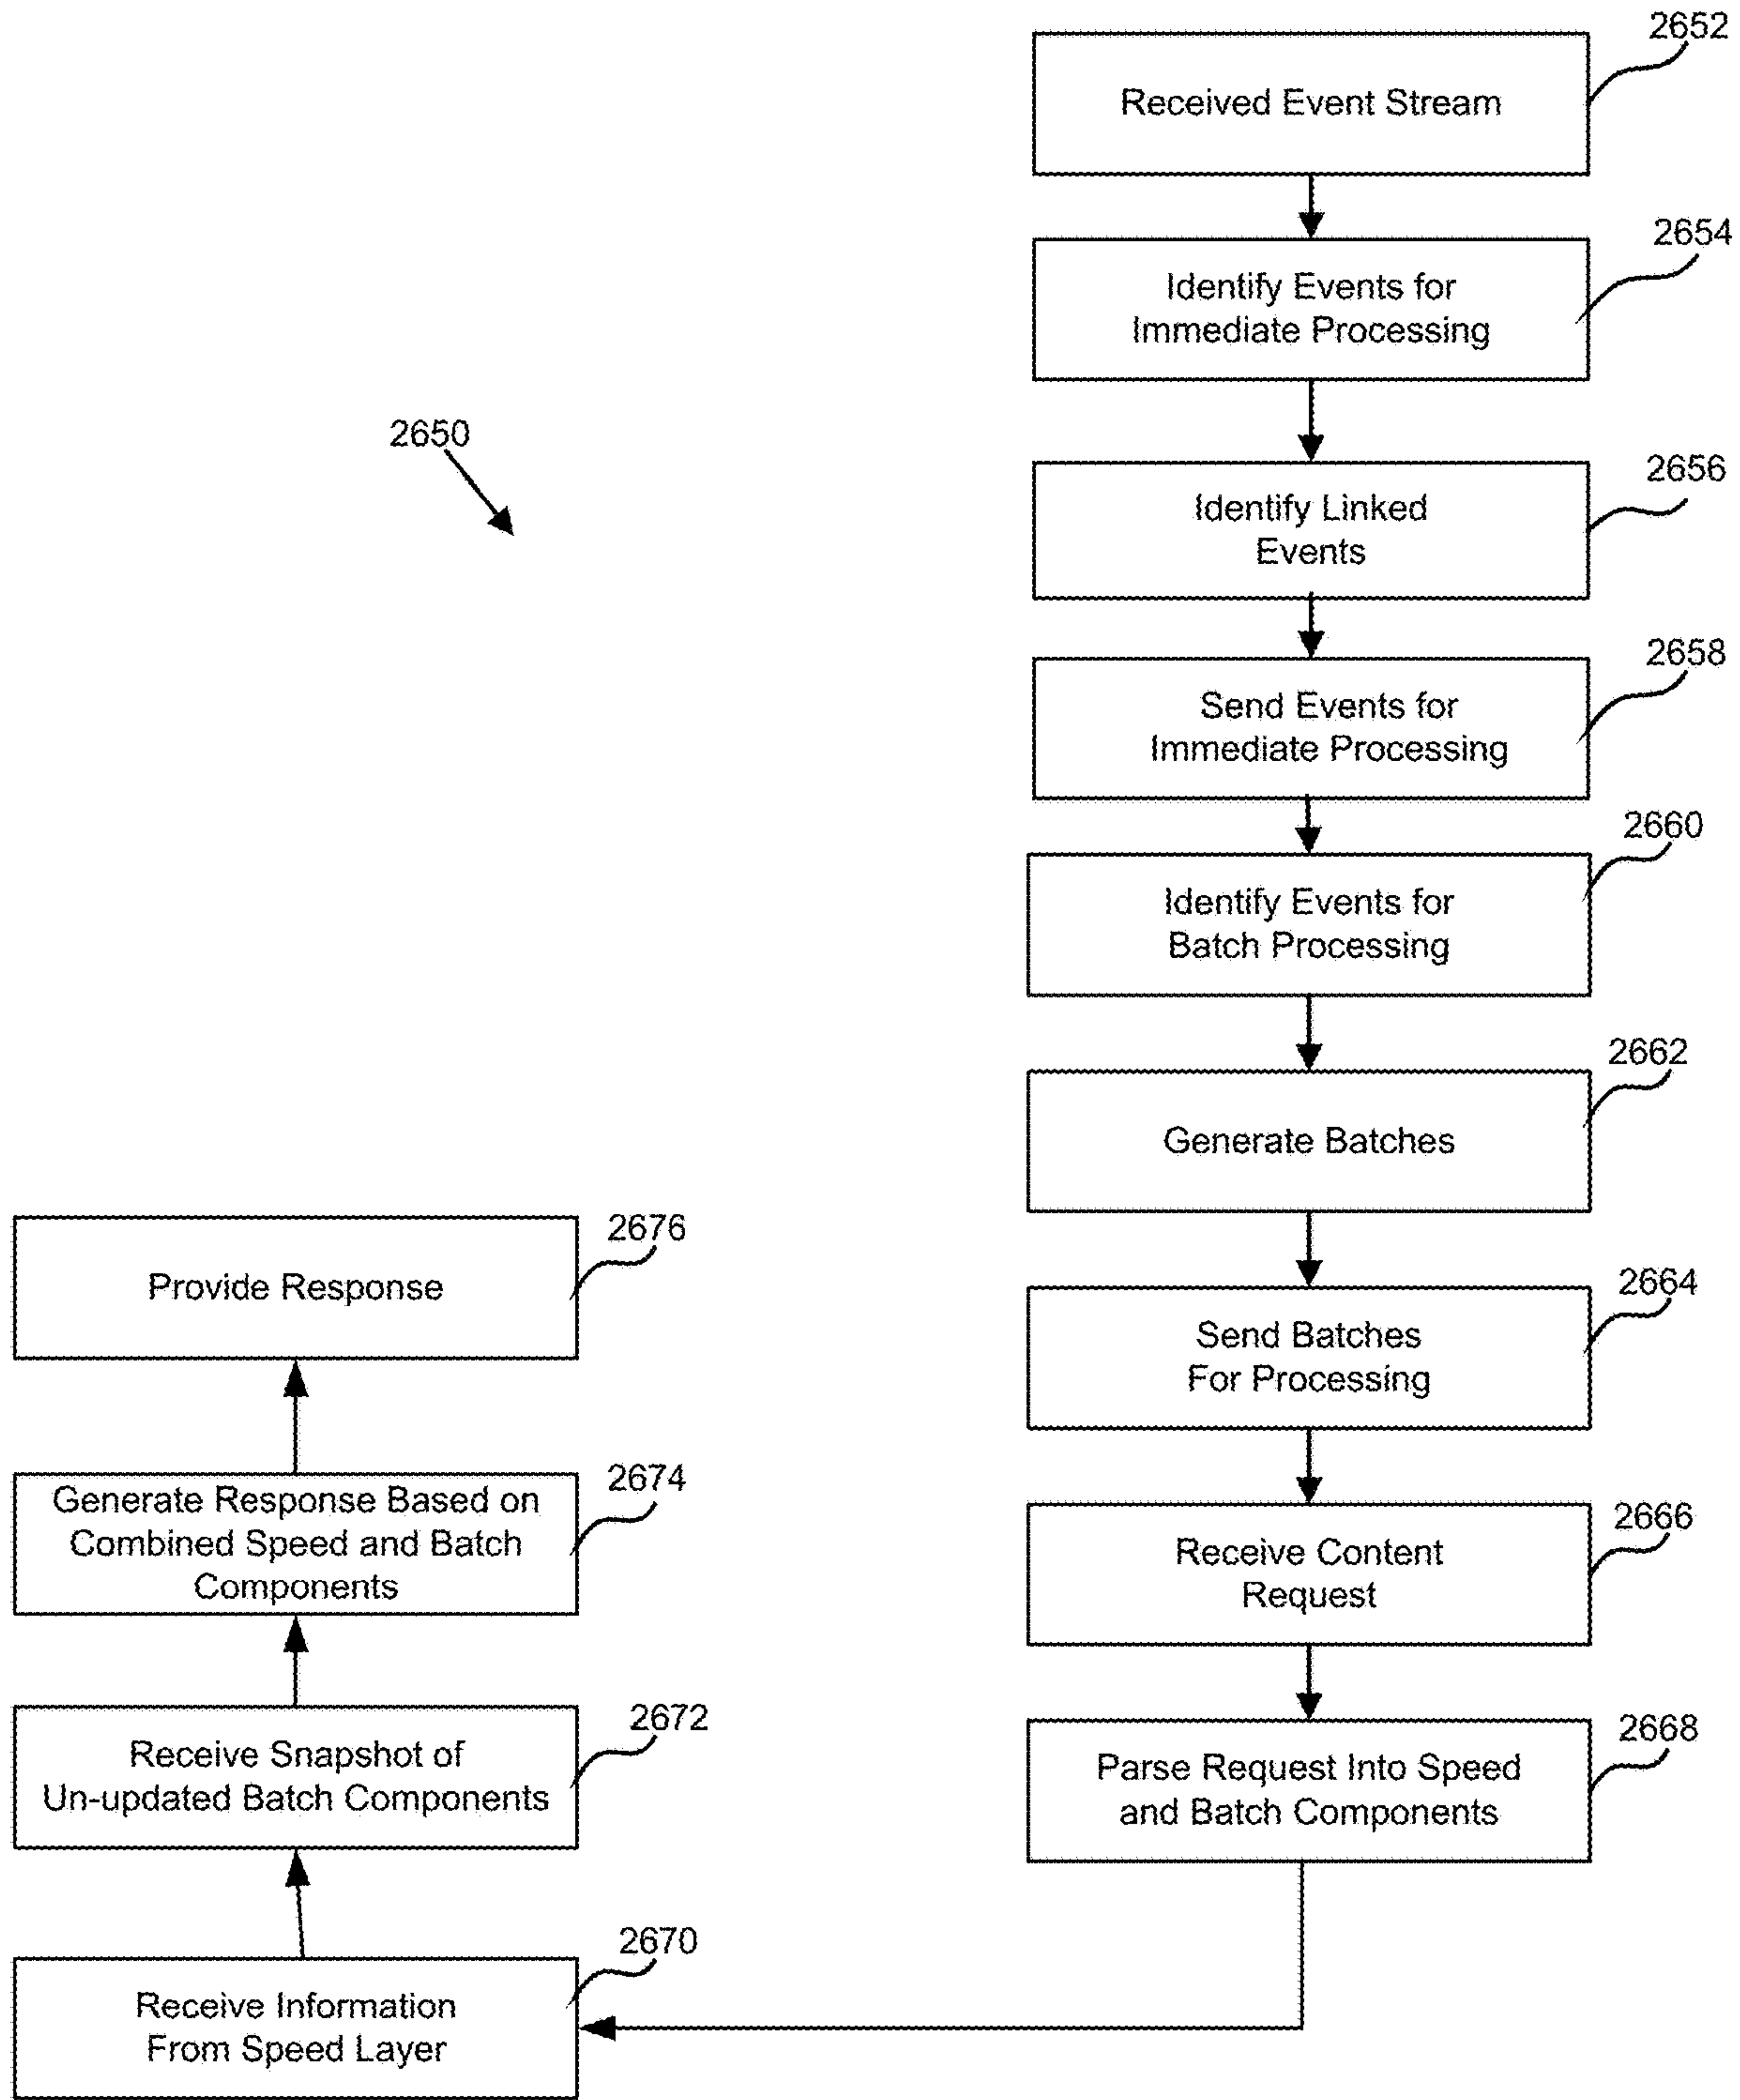 2652
Received Event Stream
2654
Identify Events for
Immediate Processing
2650
2656
Identify Linked
Events
2658
Send Events for
Immediate Processing
2660
Identify Events for
Batch Processing
2662
Generate Batches
2664
Send Batches
For Processing
2666
Receive Content
Request
2668
Parse Request Into Speed
and Batch Components
2670
Receive Information
From Speed Layer
2672
Receive Snapshot of
Un-updated Batch Components
2674
Generate Response Based on
Combined Speed and Batch
Components
2676
Provide Response